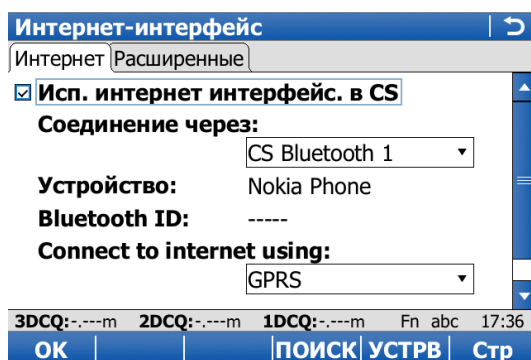 Интернет-интерфейс
Интернет Расширенные
Исп. интернет интерфейс. в CS
Соединение через:
CS Bluetooth 1
Устройство: Nokia Phone
Bluetooth ID: -----
Connect to internet using:
GPRS
3DCQ:-.---m 2DCQ:-.---m 1DCQ:-.---m Fn abc 17:36
OK ПОИСК УСТРВ Стр